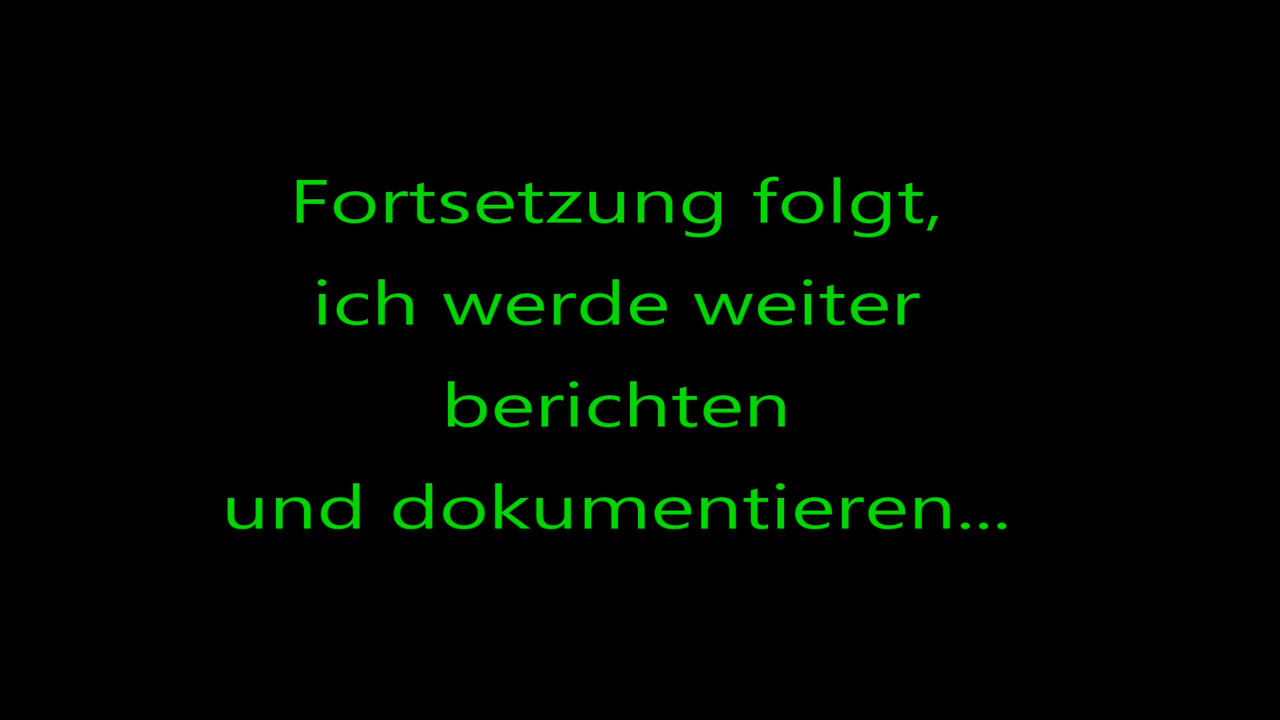 Fortsetzung folgt,
ich werde weiter
berichten
und dokumentieren...